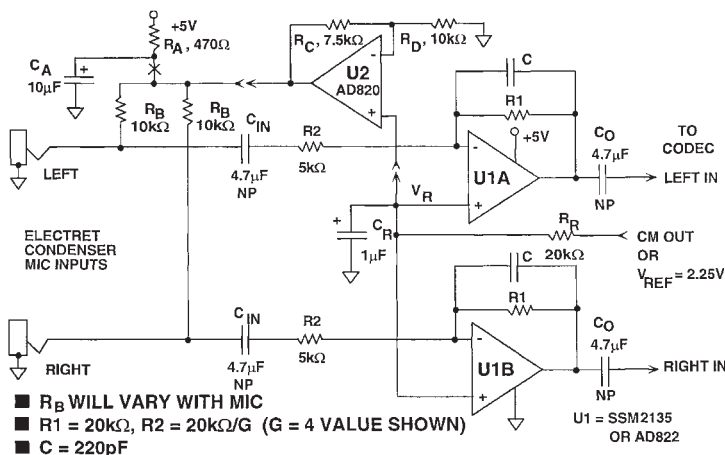 +5V
RA, 470Ω
RC, 7.5kΩ
RD, 10kΩ
CA
+
10μF
U2
AD820
-
+
C
R1
RB
10kΩ
RB
10kΩ
CIN
R2
+5V
CO
4.7μF
TO
CODEC
LEFT
4.7μF
NP
5kΩ
-
U1A
+
NP
LEFT IN
VR
ELECTRET
CONDENSER
MIC INPUTS
+
CR
1μF
RR
20kΩ
CM OUT
OR
VREF = 2.25V
C
R1
CIN
R2
CO
4.7μF
RIGHT
4.7μF
NP
5kΩ
-
U1B
+
NP
RIGHT IN
■ RB WILL VARY WITH MIC
■ R1 = 20kΩ, R2 = 20kΩ/G (G = 4 VALUE SHOWN)
■ C = 220pF
U1 = SSM2135
OR AD822